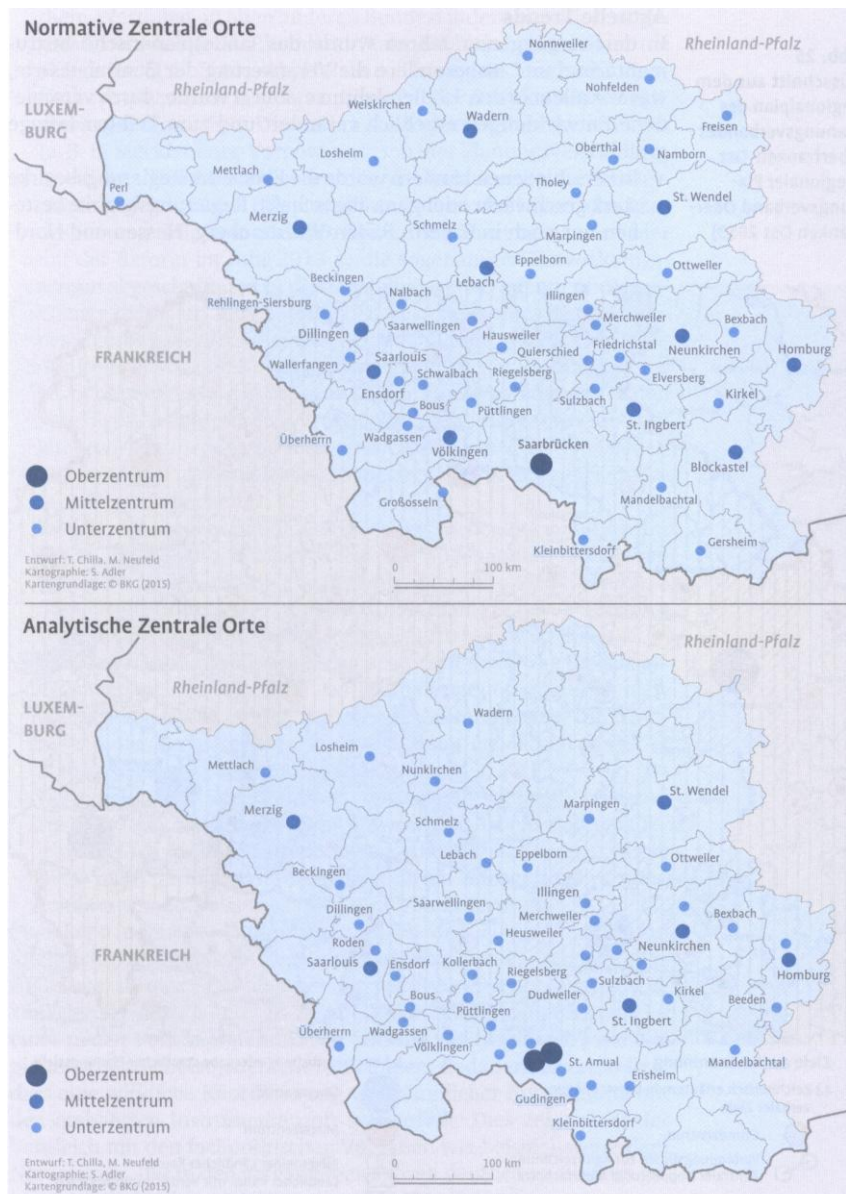 Normative Zentrale Orte
Rheinland-Pfalz
Nonnweiler
Rheinland-Pfalz
Nohfelden
LUXEM-
BURG
Weiskirchen
Wadern
Freisen
Oberthal
Namborn
Losheim
Mettlach
Perl
Tholey
St. Wendel
Merzig
Schmelz
Marpingen
Eppelborn
Ottweiler
Beckingen
Lebach
Nalbach
Illingen
Rehlingen-Siersburg
Merchweiler
Bexbach
Saarwellingen
Hausweiler
Dillingen
Friedrichstal
Neunkirchen
Homburg
FRANKREICH
Saarlouis
Quierschied
Wallerfangen
Schwalbach
Riegelsberg
Elversberg
Ensdorf
Sulzbach
Kirkel
Bous
Püttlingen
St. Ingbert
Überherrn
Wadgassen
Völkingen
Saarbrücken
Blockastel
Oberzentrum
Mittelzentrum
Unterzentrum
Mandelbachtal
Großosseln
Kleinbittersdorf
Gersheim
Entwurf: T. Chilla, M. Neufeld
Kartographie: S. Adler
Kartengrundlage: © BKG (2015)
0 100 km
Analytische Zentrale Orte
Rheinland-Pfalz
Rheinland-Pfalz
LUXEM-
BURG
Wadern
Losheim
Mettlach
Nunkirchen
St. Wendel
Merzig
Marpingen
Schmelz
Lebach
Eppelborn
Ottweiler
Beckingen
Illingen
Saarwellingen
Dillingen
Merchweiler
Bexbach
Heusweiler
Roden
Neunkirchen
FRANKREICH
Saarlouis
Ensdorf
Kollerbach
Homburg
Riegelsberg
Sulzbach
Kirkel
Bous
Dudweiler
Beeden
Püttlingen
St. Ingbert
Überherrn
Wadgassen
Völklingen
Mandelbachtal
St. Amual
Oberzentrum
Ensheim
Mittelzentrum
Gudingen
Unterzentrum
Kleinbittersdorf
Entwurf: T. Chilla, M. Neufeld
Kartographie: S. Adler
Kartengrundlage: © BKG (2015)
0 100 km